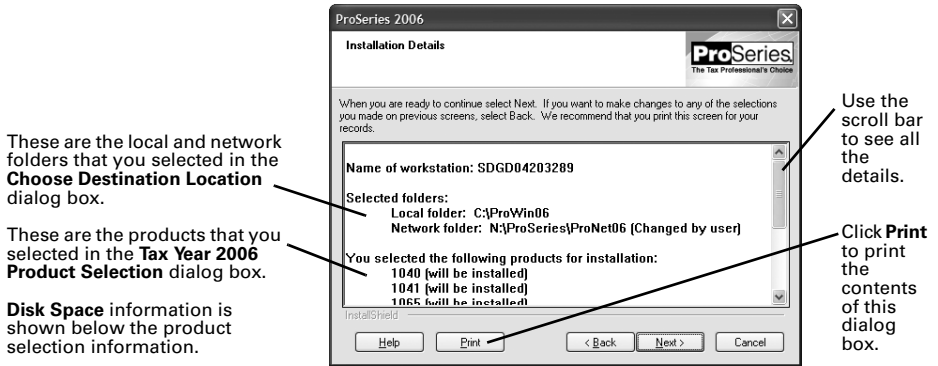 ProSeries 2006
Installation Details
ProSeries
The Tax Professional's Choice
When you are ready to continue select Next. If you want to make changes to any of the selections
you made on previous screens, select Back. We recommend that you print this screen for your
records.
Name of workstation: SDGD04203289
Selected folders:
Local folder: C:\ProWin06
Network folder: N:\ProSeries\ProNet06 (Changed by user)
You selected the following products for installation:
1040 (will be installed)
1041 (will be installed)
1065 (will be installed)
InstallShield
Help
Print
< Back
Next >
Cancel
These are the local and network
folders that you selected in the
Choose Destination Location
dialog box.
These are the products that you
selected in the Tax Year 2006
Product Selection dialog box.
Disk Space information is
shown below the product
selection information.
Use the
scroll bar
to see all
the
details.
Click Print
to print
the
contents
of this
dialog
box.